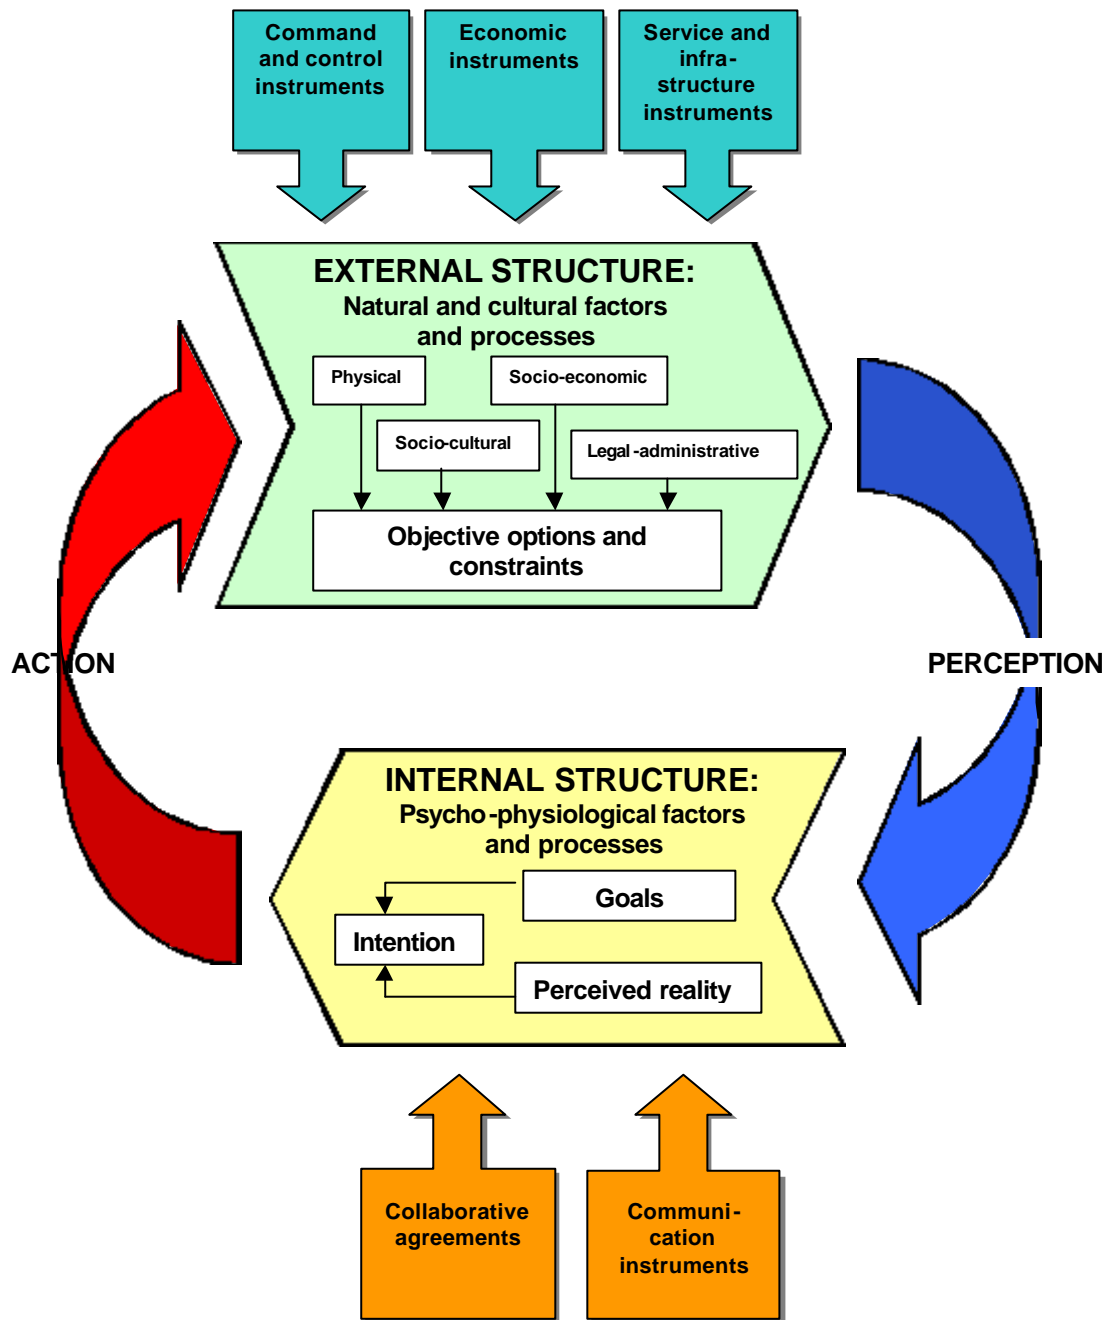 Command
and control
instruments
Economic
instruments
Service and
infra-
structure
instruments
EXTERNAL STRUCTURE:
Natural and cultural factors
and processes
Physical
Socio-economic
Socio-cultural
Legal-administrative
Objective options and
constraints
ACTION
PERCEPTION
INTERNAL STRUCTURE:
Psycho-physiological factors
and processes
Goals
Intention
Perceived reality
Collaborative
agreements
Communi-
cation
instruments